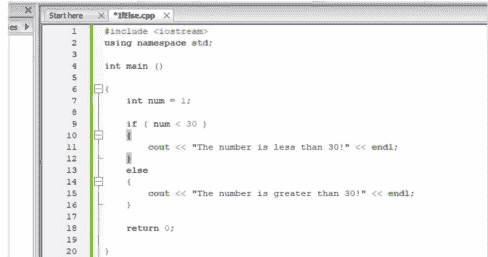 Start here × *IfElse.cpp ×
es
1 #include <iostream>
2 using namespace std;
3
4 int main ()
5
6 {
7 int num = 1;
8
9 if ( num < 30 )
10 {
11 cout << "The number is less than 30!" << endl;
12 }
13 else
14 {
15 cout << "The number is greater than 30!" << endl;
16 }
17
18 return 0;
19
20 }